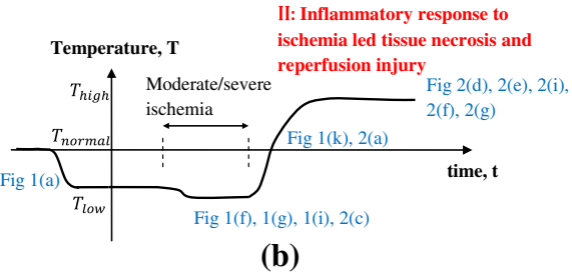 II: Inflammatory response to
ischemia led tissue necrosis and
reperfusion injury
Temperature, T
T_high
Moderate/severe
ischemia
Fig 2(d), 2(e), 2(i),
2(f), 2(g)
T_normal
Fig 1(k), 2(a)
time, t
Fig 1(a)
T_low
Fig 1(f), 1(g), 1(i), 2(c)
(b)